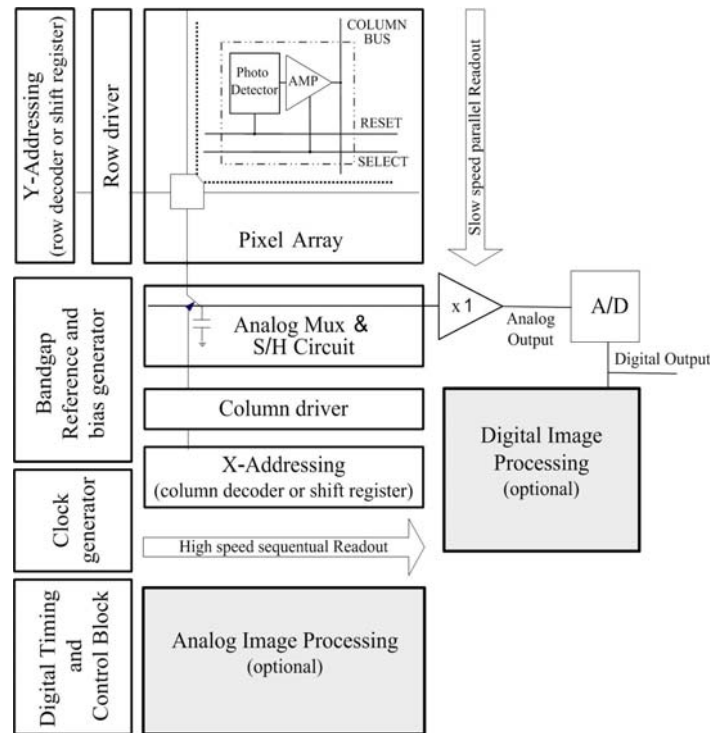 Y-Addressing
(row decoder or shift register)
Row driver
COLUMN
BUS
Photo
Detector
AMP
RESET
SELECT
Pixel Array
Slow speed parallel Readout
Bandgap
Reference and
bias generator
Analog Mux &
S/H Circuit
x 1
Analog
Output
A/D
Digital Output
Column driver
X-Addressing
(column decoder or shift register)
Digital Image
Processing
(optional)
Clock
generator
High speed sequentual Readout
Digital Timing
and
Control Block
Analog Image Processing
(optional)